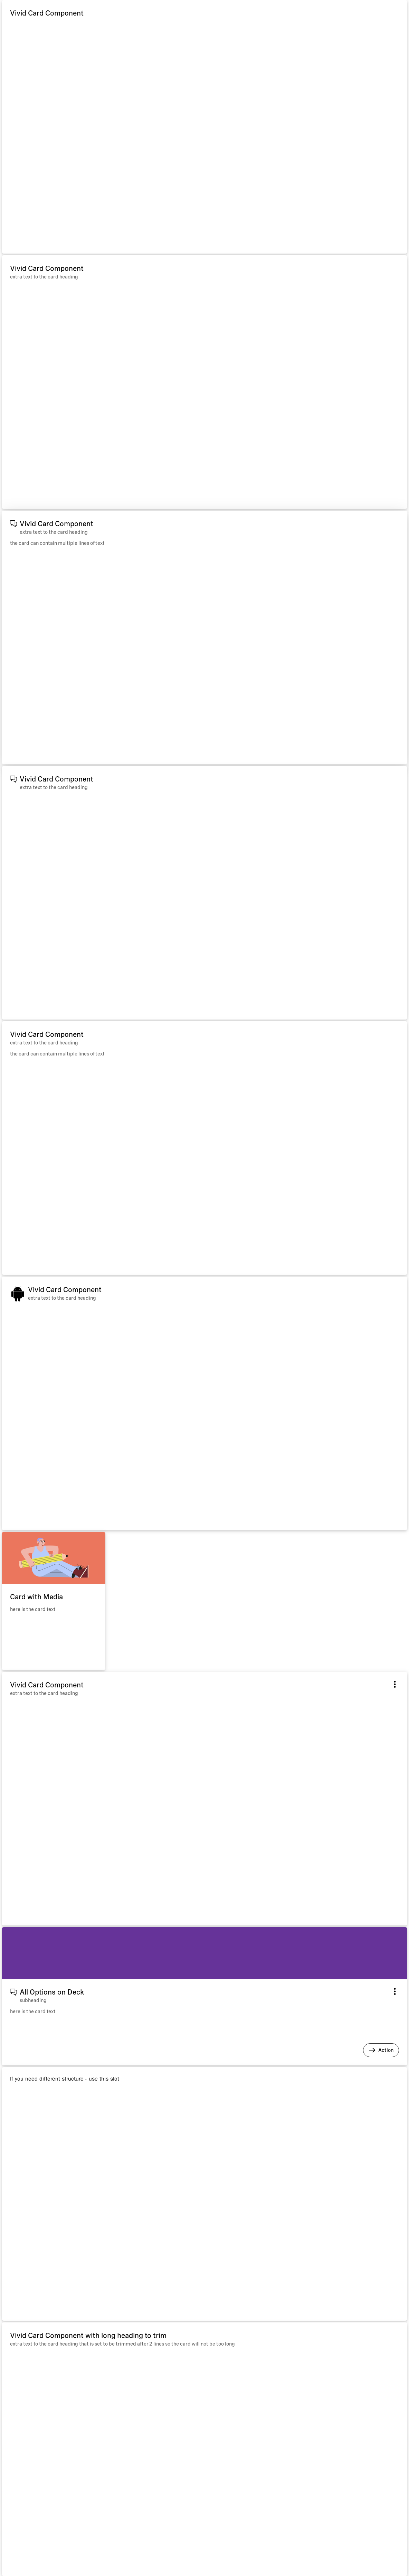 Vivid Card Component
Vivid Card Component
extra text to the card heading
Vivid Card Component
extra text to the card heading
the card can contain multiple lines of text
Vivid Card Component
extra text to the card heading
Vivid Card Component
extra text to the card heading
the card can contain multiple lines of text
Vivid Card Component
extra text to the card heading
Card with Media
here is the card text
Vivid Card Component
extra text to the card heading
All Options on Deck
subheading
here is the card text
Action
If you need different structure - use this slot
Vivid Card Component with long heading to trim
extra text to the card heading that is set to be trimmed after 2 lines so the card will not be too long